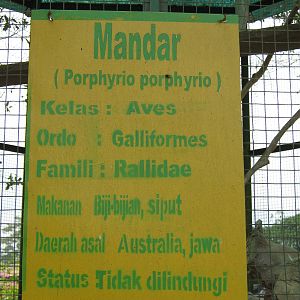 Mandar
( Porphyrio porphyrio )
Kelas : Aves
Ordo : Galliformes
Famili : Rallidae
Makanan Biji-bijian, siput
Daerah asal Australia, jawa
Status Tidak dilindungi